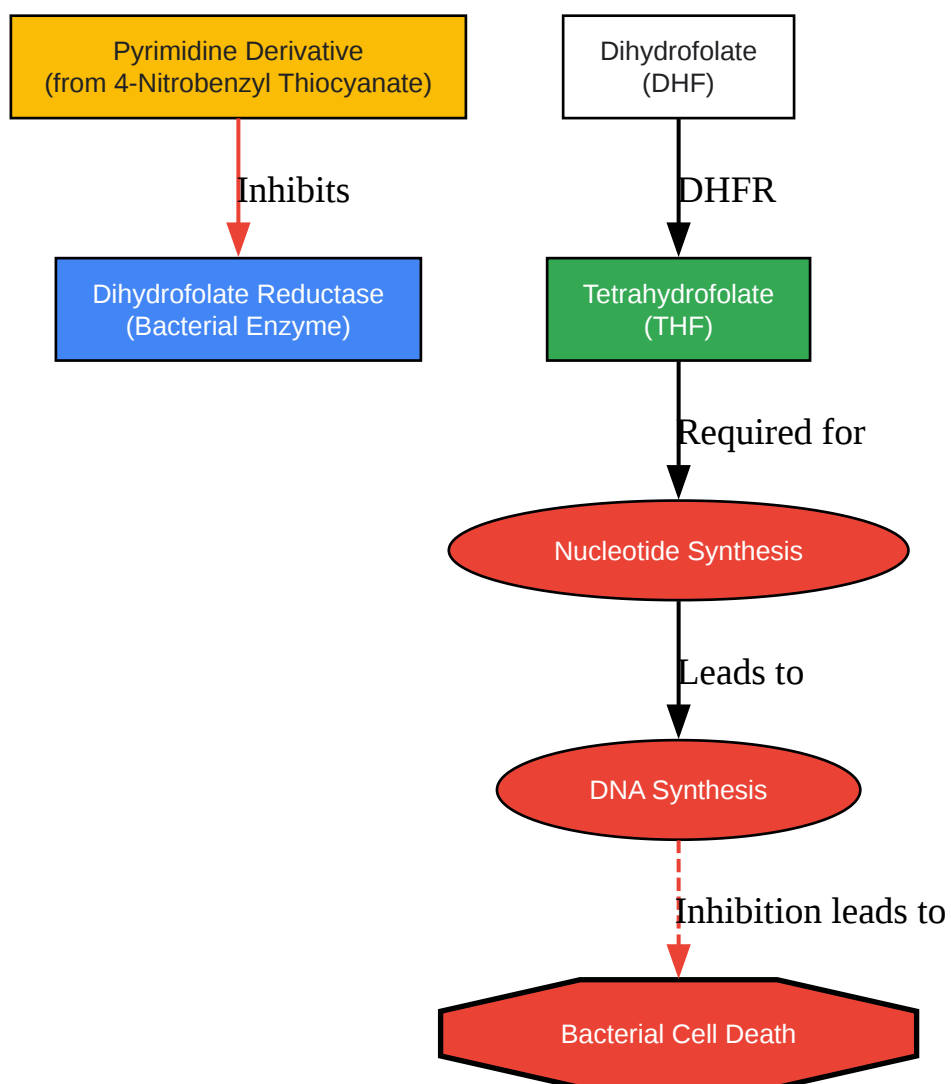 Pyrimidine Derivative
(from 4-Nitrobenzyl Thiocyanate)
Inhibits
Dihydrofolate Reductase
(Bacterial Enzyme)
Dihydrofolate
(DHF)
DHFR
Tetrahydrofolate
(THF)
Required for
Nucleotide Synthesis
Leads to
DNA Synthesis
Inhibition leads to
Bacterial Cell Death